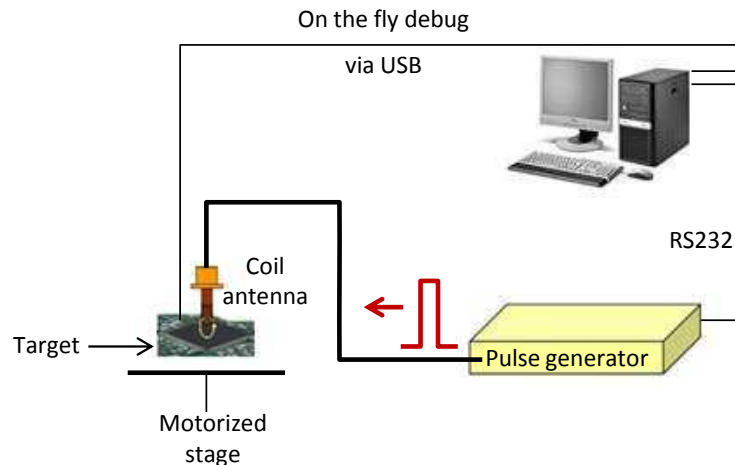 On the fly debug
via USB
RS232
Coil
antenna
Target
Pulse generator
Motorized
stage